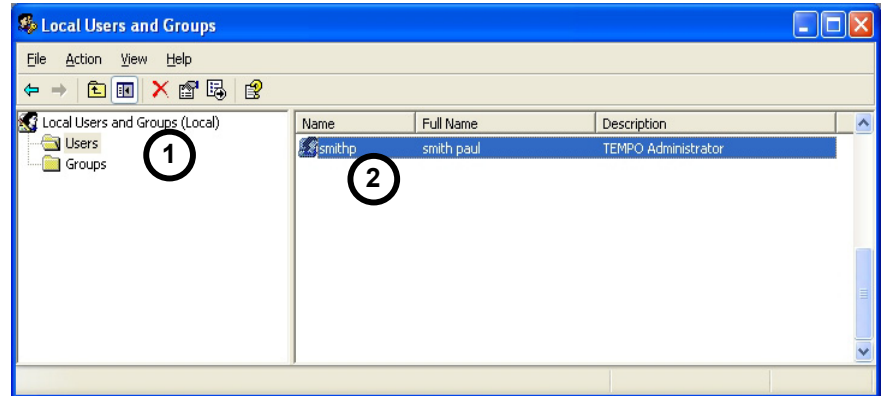 Local Users and Groups
File Action View Help
Local Users and Groups (Local)
Users
Groups
1
Name Full Name Description
smithp smith paul TEMPO Administrator
2